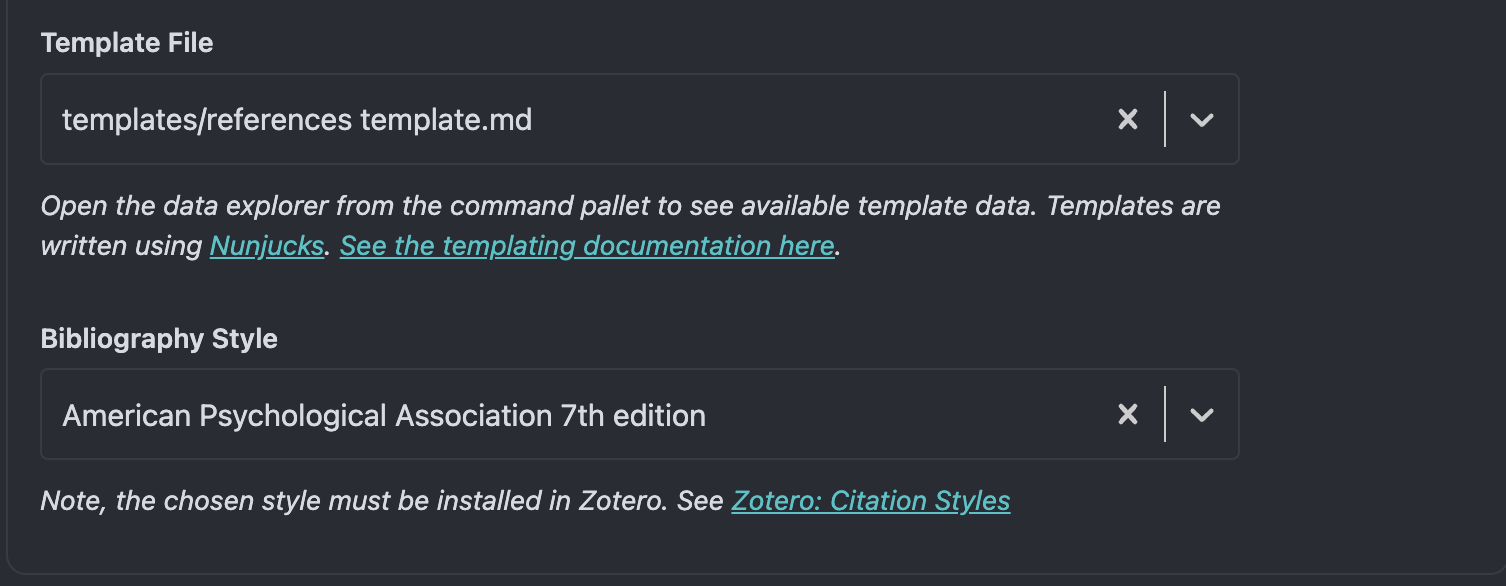 Template File
templates/references template.md
Open the data explorer from the command pallet to see available template data. Templates are
written using Nunjucks. See the templating documentation here.
Bibliography Style
American Psychological Association 7th edition
Note, the chosen style must be installed in Zotero. See Zotero: Citation Styles